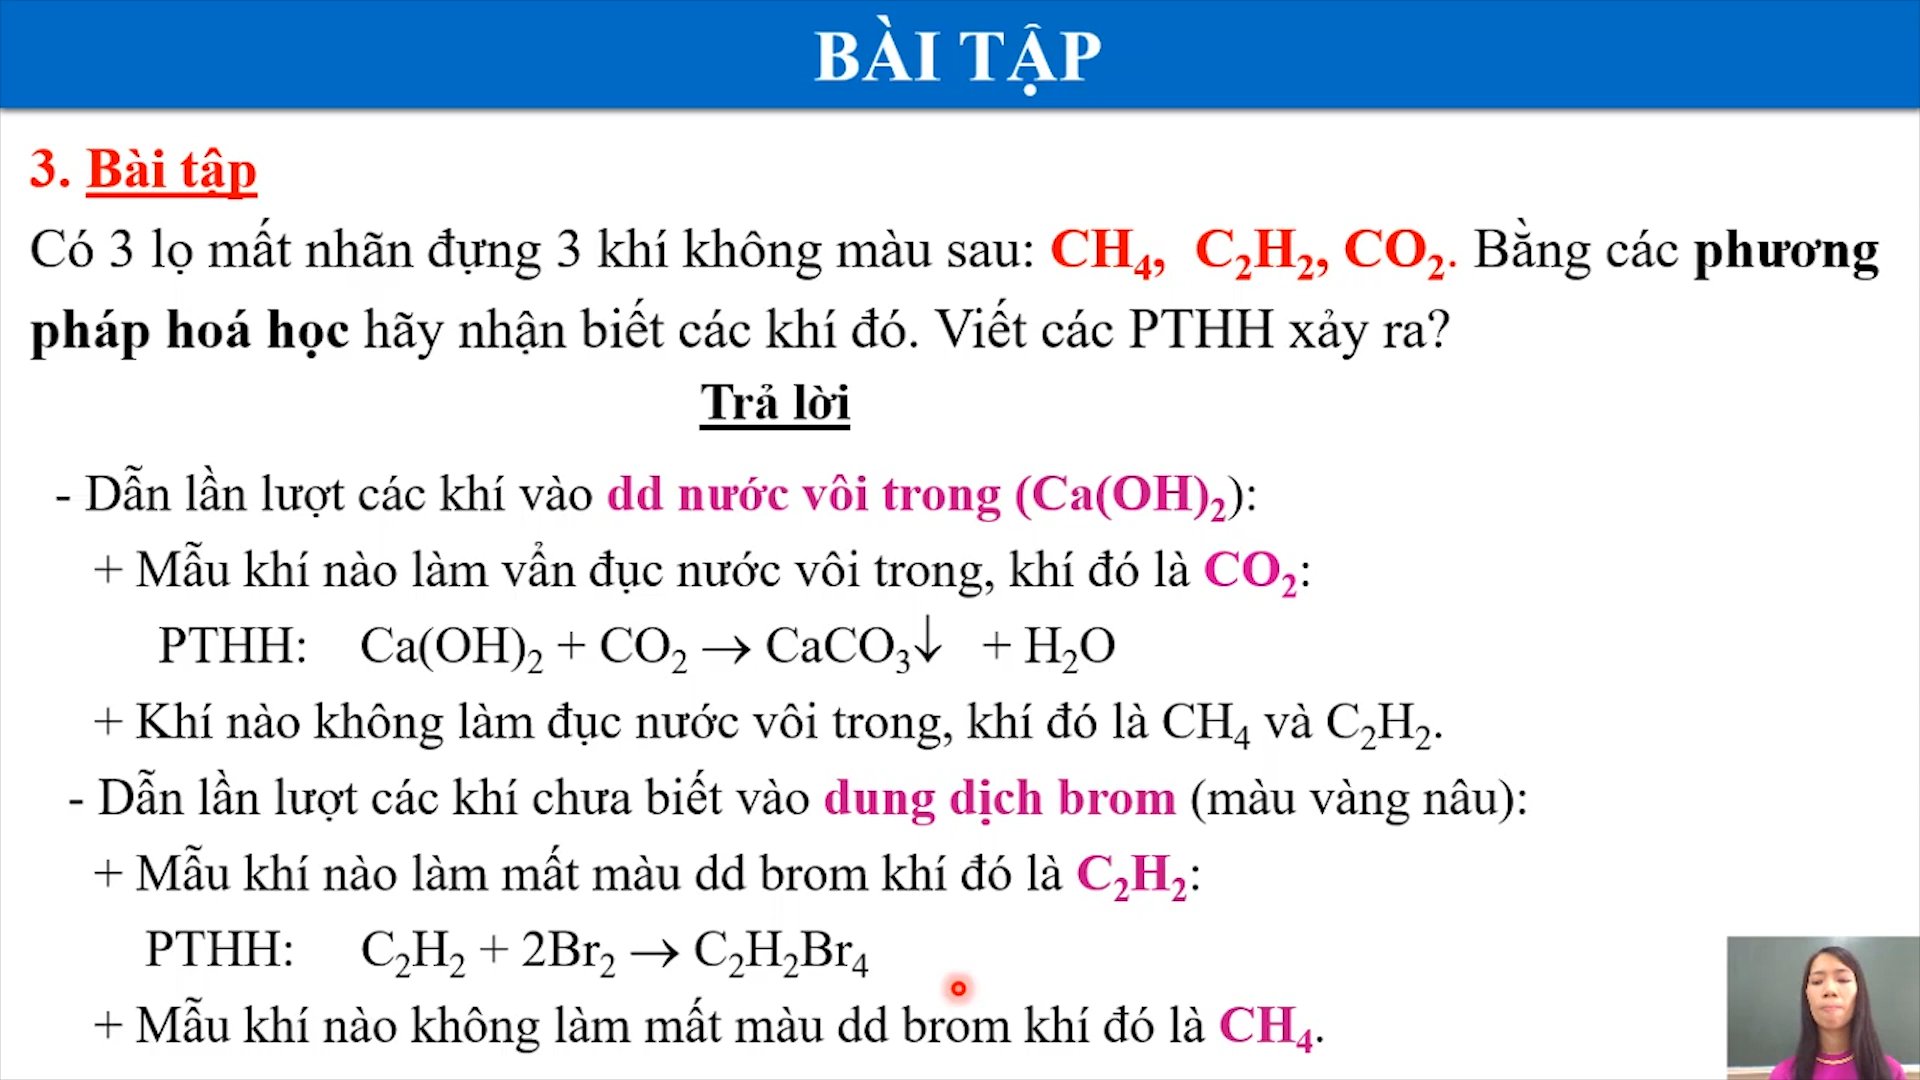 BÀI TẬP
3. Bài tập
Có 3 lọ mất nhãn đựng 3 khí không màu sau: CH₄, C₂H₂, CO₂. Bằng các phương
pháp hoá học hãy nhận biết các khí đó. Viết các PTHH xảy ra?
Trả lời
- Dẫn lần lượt các khí vào dd nước vôi trong (Ca(OH)₂):
+ Mẫu khí nào làm vẩn đục nước vôi trong, khí đó là CO₂:
PTHH: Ca(OH)₂ + CO₂ → CaCO₃↓ + H₂O
+ Khí nào không làm đục nước vôi trong, khí đó là CH₄ và C₂H₂.
- Dẫn lần lượt các khí chưa biết vào dung dịch brom (màu vàng nâu):
+ Mẫu khí nào làm mất màu dd brom khí đó là C₂H₂:
PTHH: C₂H₂ + 2Br₂ → C₂H₂Br₄
+ Mẫu khí nào không làm mất màu dd brom khí đó là CH₄.